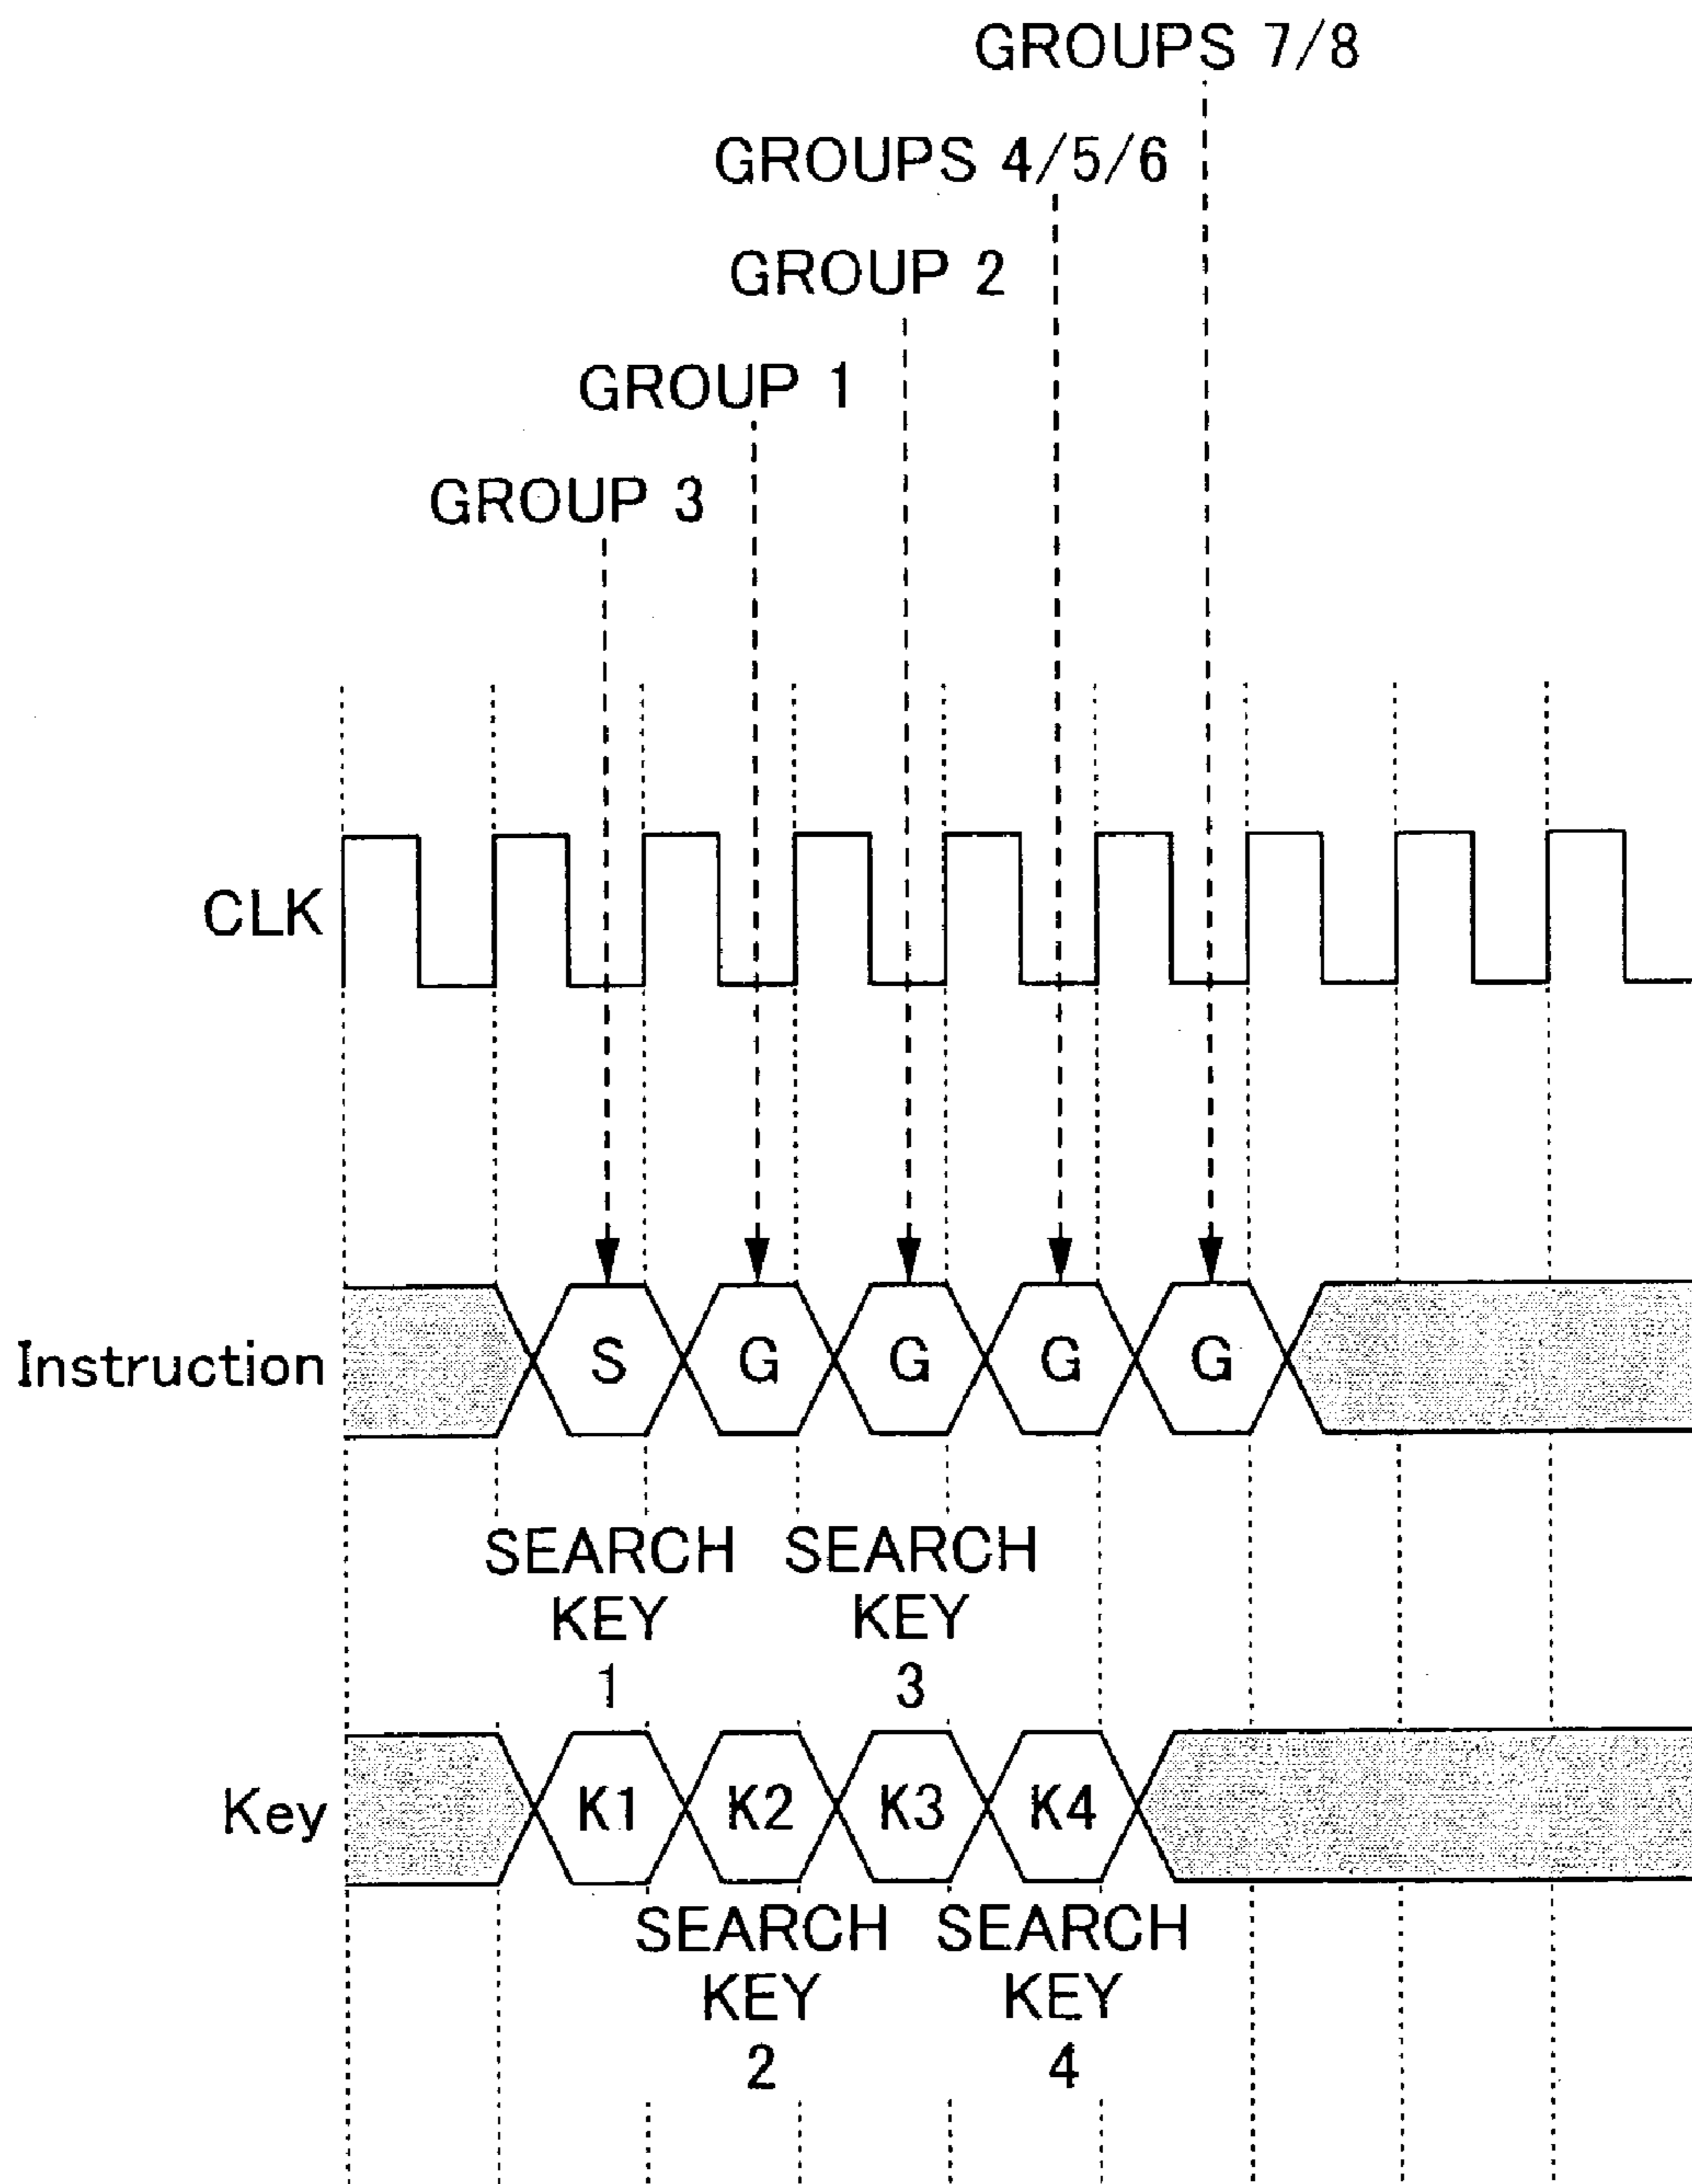 GROUPS 7/8
GROUPS 4/5/6
GROUP 2
GROUP 1
GROUP 3
CLK
Instruction
S G G G G
SEARCH KEY 1
SEARCH KEY 3
Key
K1 K2 K3 K4
SEARCH KEY 2
SEARCH KEY 4